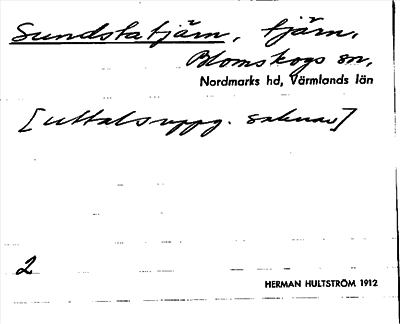 Sundstatjärn, tjärn,
Blomskogs sn,
Nordmarks hd, Värmlands län
[uttalsuppg. saknas]
2
HERMAN HULTSTRÖM 1912